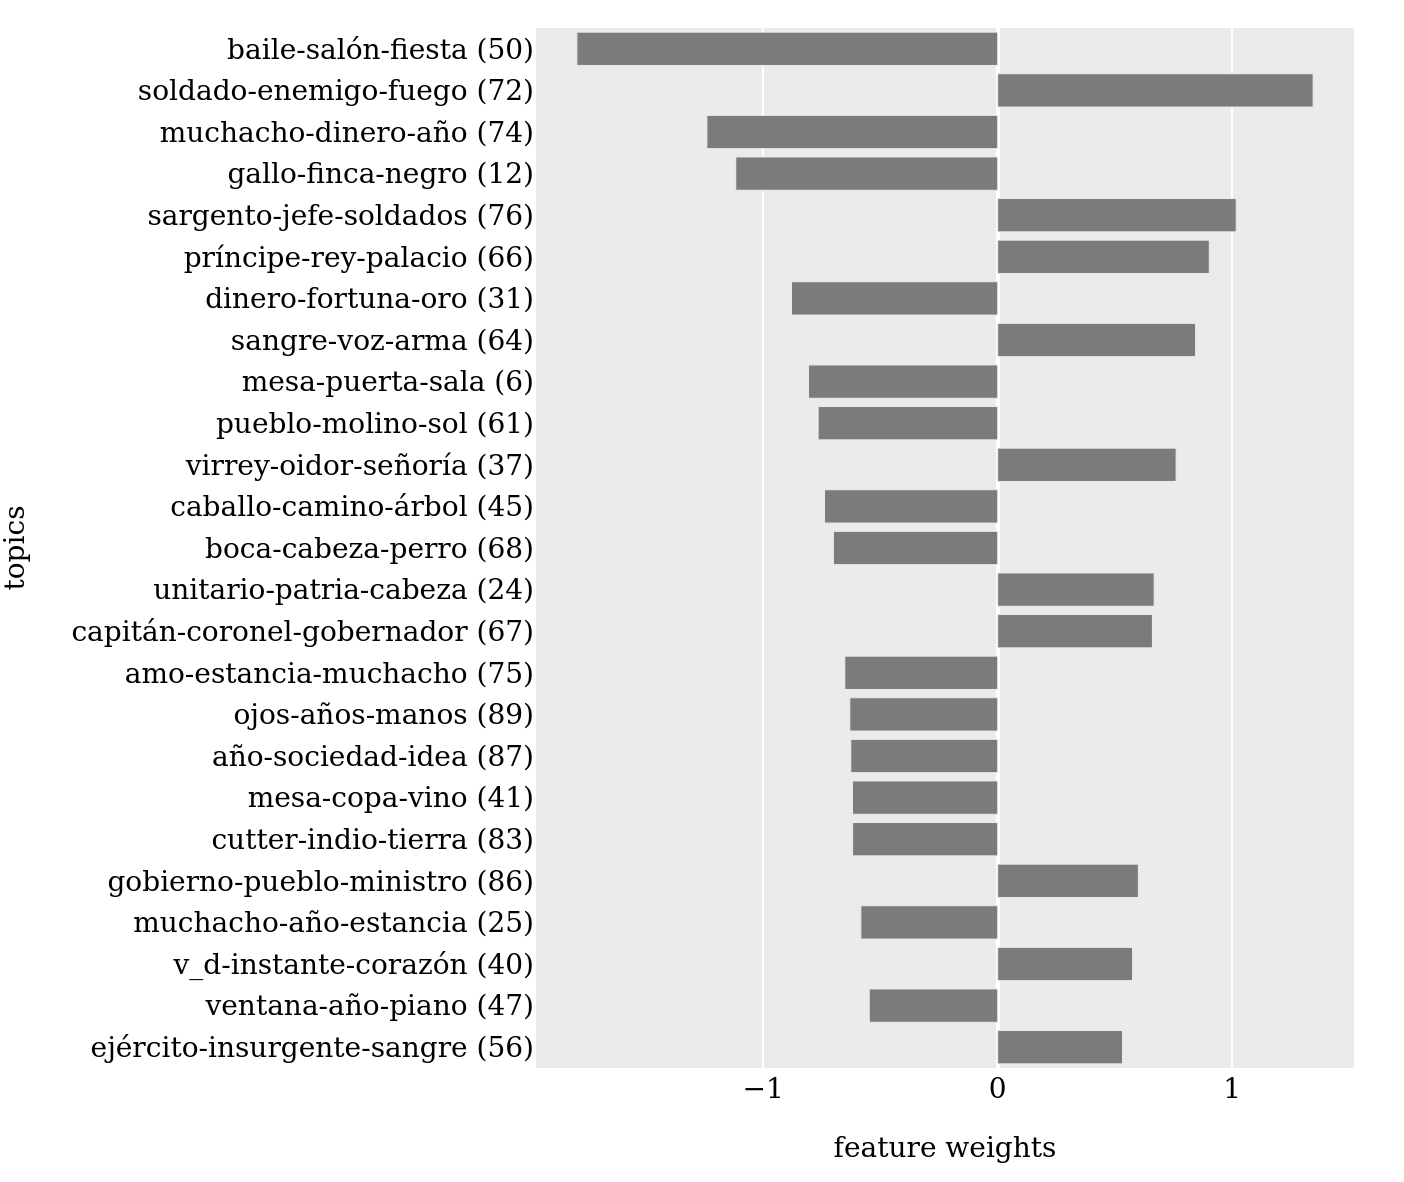 baile-salón-fiesta (50)
soldado-enemigo-fuego (72)
muchacho-dinero-año (74)
gallo-finca-negro (12)
sargento-jefe-soldados (76)
príncipe-rey-palacio (66)
dinero-fortuna-oro (31)
sangre-voz-arma (64)
mesa-puerta-sala (6)
pueblo-molino-sol (61)
virrey-oidor-señoría (37)
caballo-camino-árbol (45)
boca-cabeza-perro (68)
unitario-patria-cabeza (24)
capitán-coronel-gobernador (67)
amo-estancia-muchacho (75)
ojos-años-manos (89)
año-sociedad-idea (87)
mesa-copa-vino (41)
cutter-indio-tierra (83)
gobierno-pueblo-ministro (86)
muchacho-año-estancia (25)
v_d-instante-corazón (40)
ventana-año-piano (47)
ejército-insurgente-sangre (56)
topics
−1 0 1
feature weights